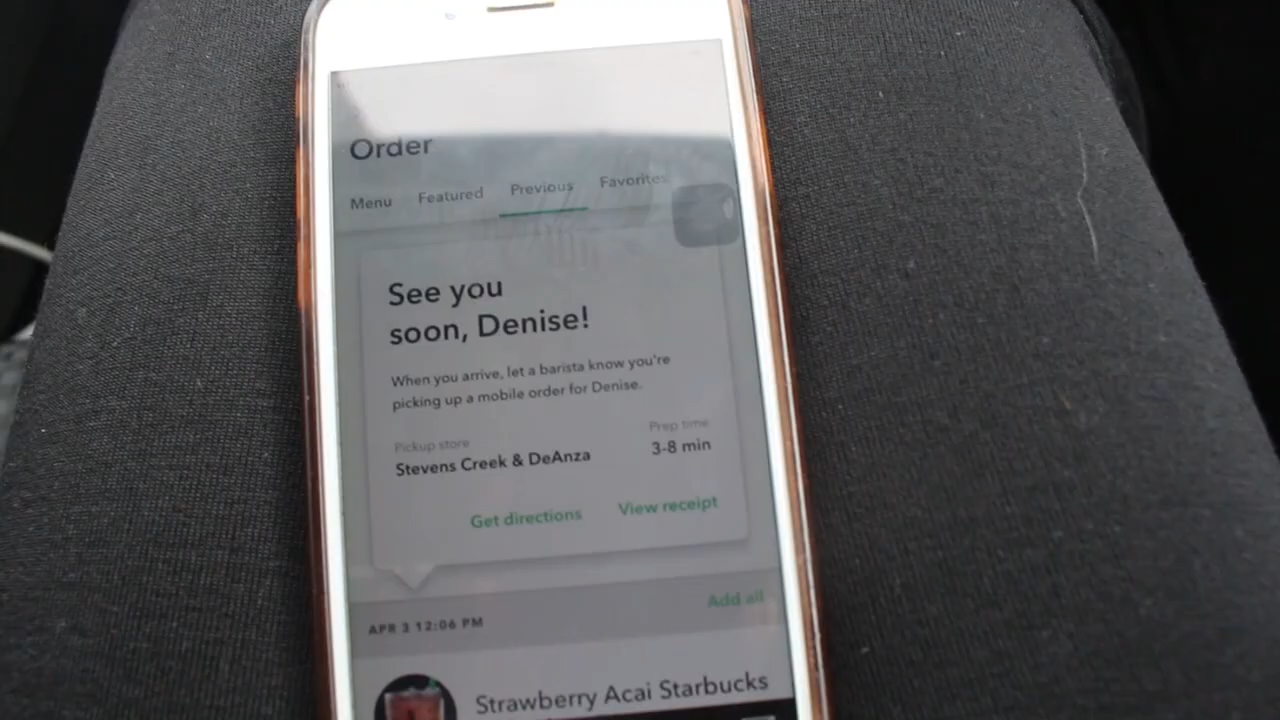 Order
Menu Featured Previous Favorites
See you
soon, Denise!
When you arrive, let a barista know you're
picking up a mobile order for Denise.
Pickup store Prep time
Stevens Creek & DeAnza 3-8 min
Get directions View receipt
APR 3 12:06 PM Add all
Strawberry Acai Starbucks